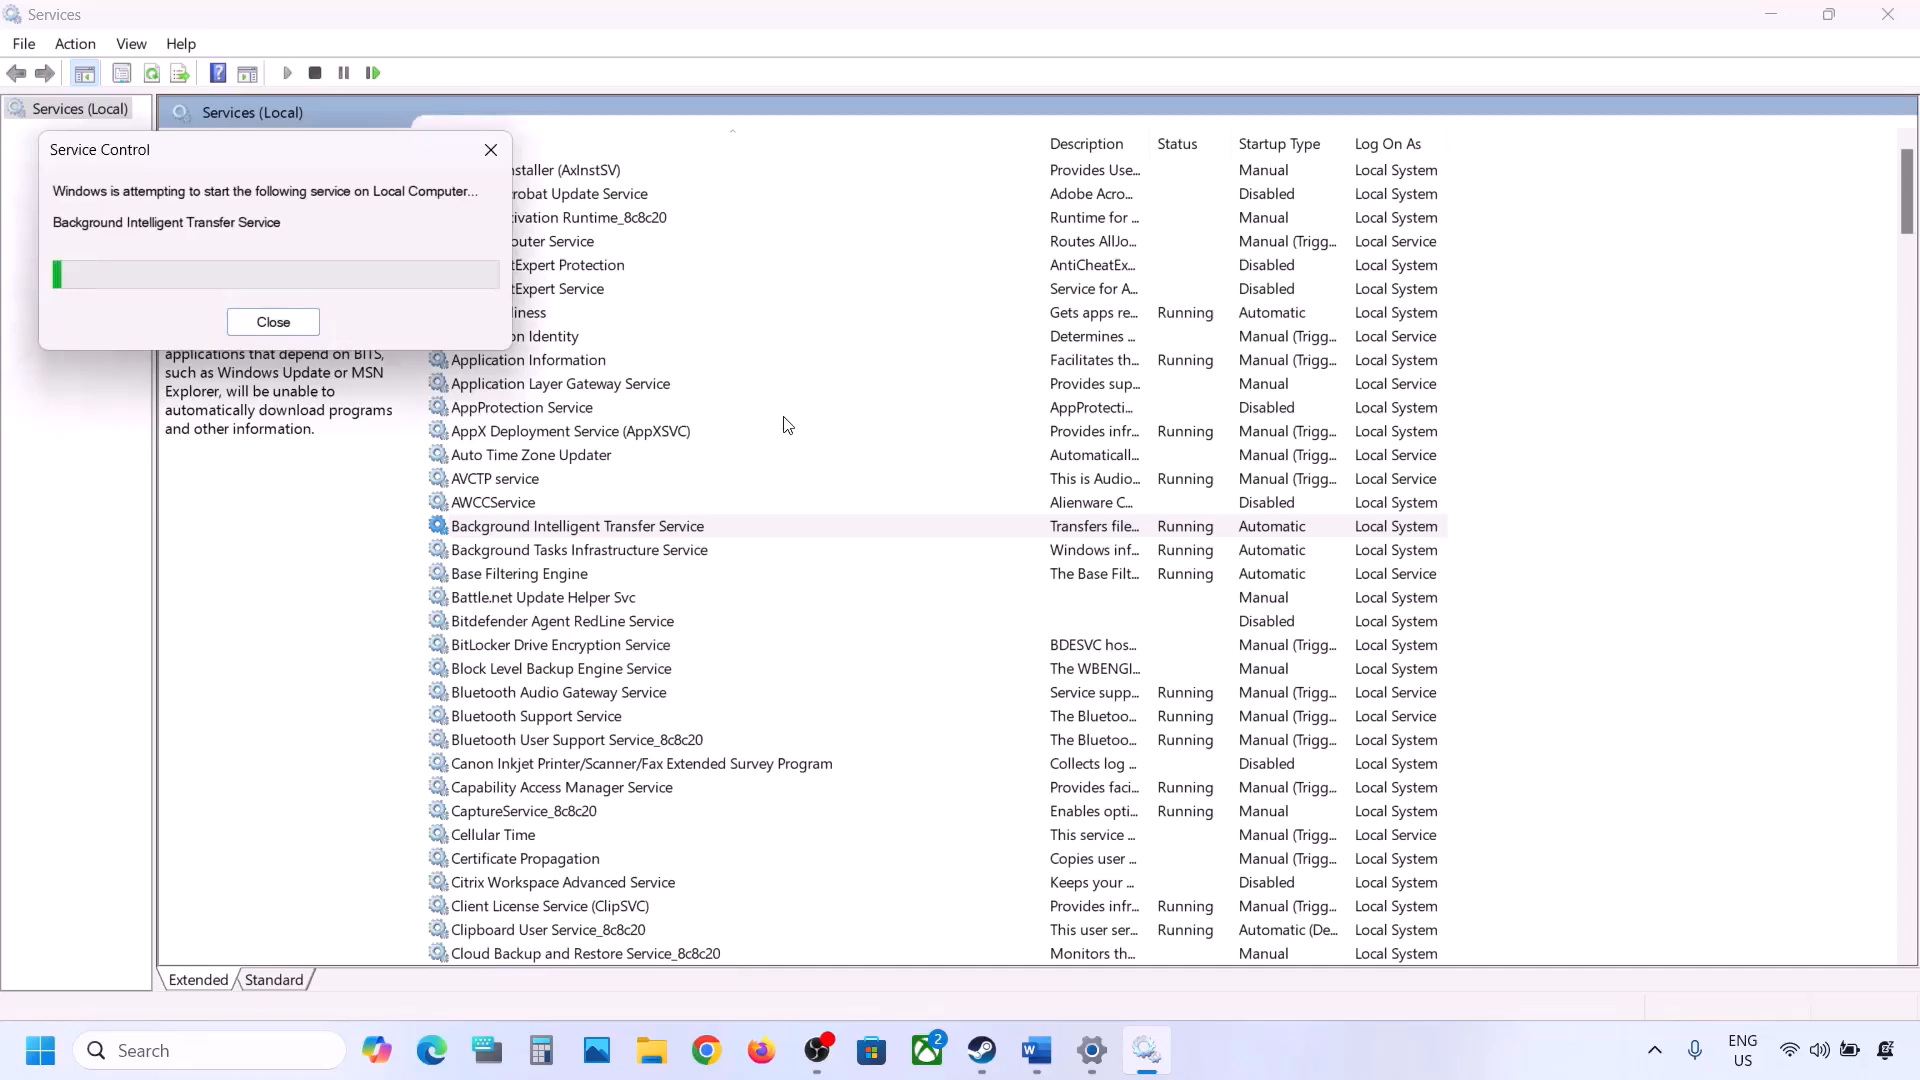 Services
File Action View Help
Services (Local)
Services (Local)
Service Control
Windows is attempting to start the following service on Local Computer...
Background Intelligent Transfer Service
Close
applications that depend on BITS,
such as Windows Update or MSN
Explorer, will be unable to
automatically download programs
and other information.
Description Status Startup Type Log On As
nstaller (AxInstSV) Provides Use... Manual Local System
robat Update Service Adobe Acro... Disabled Local System
tivation Runtime_8c8c20 Runtime for ... Manual Local System
outer Service Routes AllJo... Manual (Trigg... Local Service
tExpert Protection AntiCheatEx... Disabled Local System
tExpert Service Service for A... Disabled Local System
liness Gets apps re... Running Automatic Local System
on Identity Determines ... Manual (Trigg... Local Service
Application Information Facilitates th... Running Manual (Trigg... Local System
Application Layer Gateway Service Provides sup... Manual Local Service
AppProtection Service AppProtecti... Disabled Local System
AppX Deployment Service (AppXSVC) Provides infr... Running Manual (Trigg... Local System
Auto Time Zone Updater Automaticall... Manual (Trigg... Local Service
AVCTP service This is Audio... Running Manual (Trigg... Local Service
AWCCService Alienware C... Disabled Local System
Background Intelligent Transfer Service Transfers file... Running Automatic Local System
Background Tasks Infrastructure Service Windows inf... Running Automatic Local System
Base Filtering Engine The Base Filt... Running Automatic Local Service
Battle.net Update Helper Svc Manual Local System
Bitdefender Agent RedLine Service Disabled Local System
BitLocker Drive Encryption Service BDESVC hos... Manual (Trigg... Local System
Block Level Backup Engine Service The WBENGI... Manual Local System
Bluetooth Audio Gateway Service Service supp... Running Manual (Trigg... Local Service
Bluetooth Support Service The Bluetoo... Running Manual (Trigg... Local Service
Bluetooth User Support Service_8c8c20 The Bluetoo... Running Manual (Trigg... Local System
Canon Inkjet Printer/Scanner/Fax Extended Survey Program Collects log ... Disabled Local System
Capability Access Manager Service Provides faci... Running Manual (Trigg... Local System
CaptureService_8c8c20 Enables opti... Running Manual Local System
Cellular Time This service ... Manual (Trigg... Local Service
Certificate Propagation Copies user ... Manual (Trigg... Local System
Citrix Workspace Advanced Service Keeps your ... Disabled Local System
Client License Service (ClipSVC) Provides infr... Running Manual (Trigg... Local System
Clipboard User Service_8c8c20 This user ser... Running Automatic (De... Local System
Cloud Backup and Restore Service_8c8c20 Monitors th... Manual Local System
Extended Standard
Search
2
ENG
US